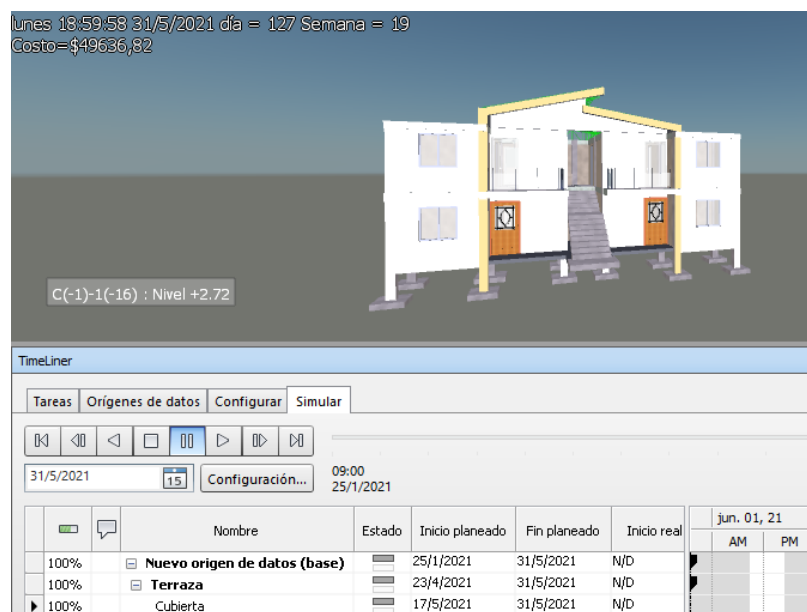 lunes 18:59:58 31/5/2021 día = 127 Semana = 19
Costo=$49636,82
C(-1)-1(-16) : Nivel +2.72
TimeLiner
Tareas Orígenes de datos Configurar Simular
31/5/2021 15 Configuración... 09:00
25/1/2021
Nombre Estado Inicio planeado Fin planeado Inicio real jun. 01, 21
AM PM
100% Nuevo origen de datos (base) 25/1/2021 31/5/2021 N/D
100% Terraza 23/4/2021 31/5/2021 N/D
100% Cubierta 17/5/2021 31/5/2021 N/D